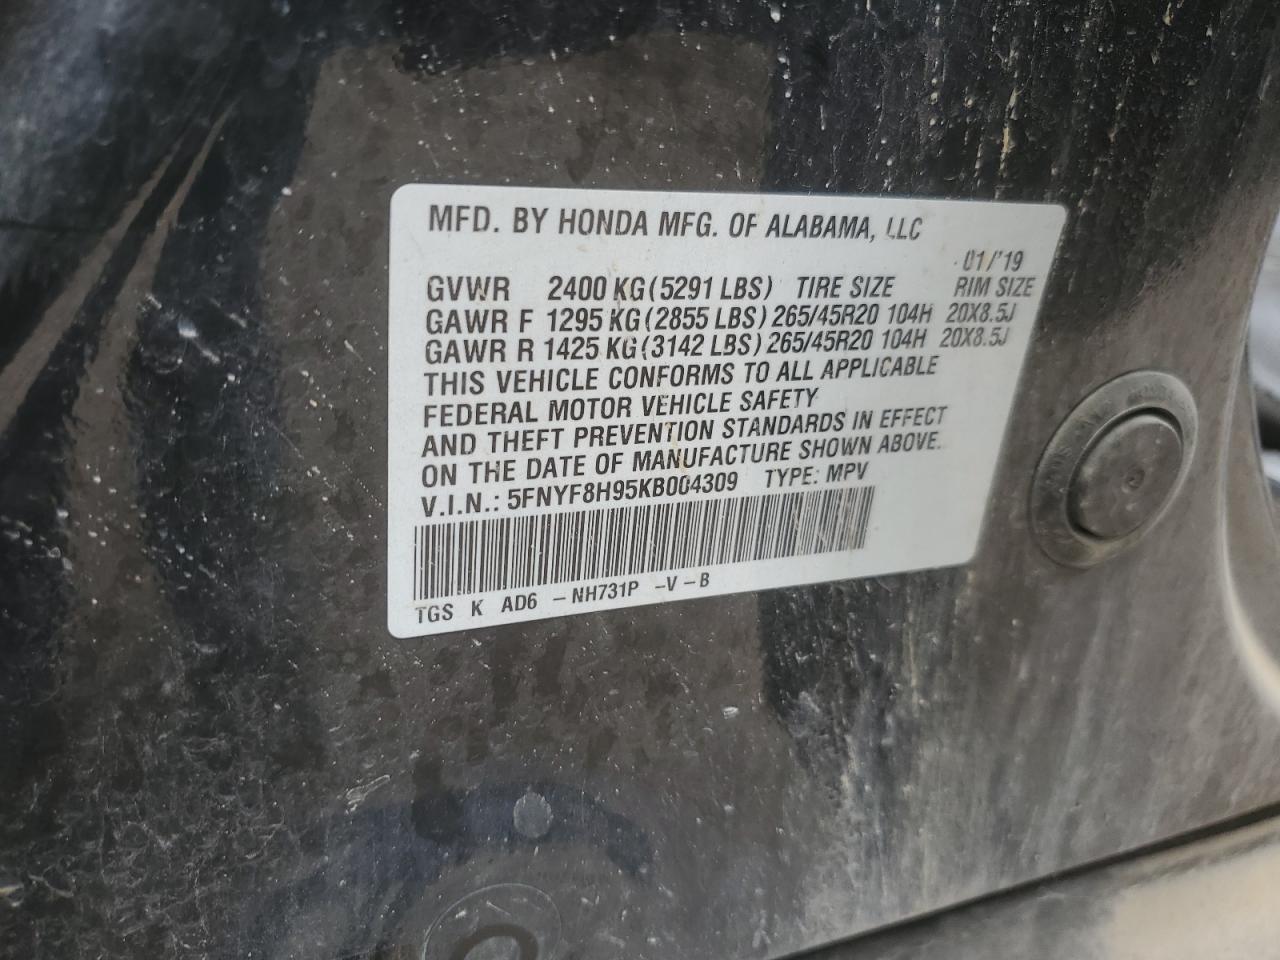 MFD. BY HONDA MFG. OF ALABAMA, LLC
01/'19
GVWR 2400 KG(5291 LBS) TIRE SIZE RIM SIZE
GAWR F 1295 KG(2855 LBS) 265/45R20 104H 20X8.5J
GAWR R 1425 KG(3142 LBS) 265/45R20 104H 20X8.5J
THIS VEHICLE CONFORMS TO ALL APPLICABLE
FEDERAL MOTOR VEHICLE SAFETY
AND THEFT PREVENTION STANDARDS IN EFFECT
ON THE DATE OF MANUFACTURE SHOWN ABOVE.
V.I.N.: 5FNYF8H95KB004309 TYPE: MPV
TGS K AD6 -NH731P -V-B